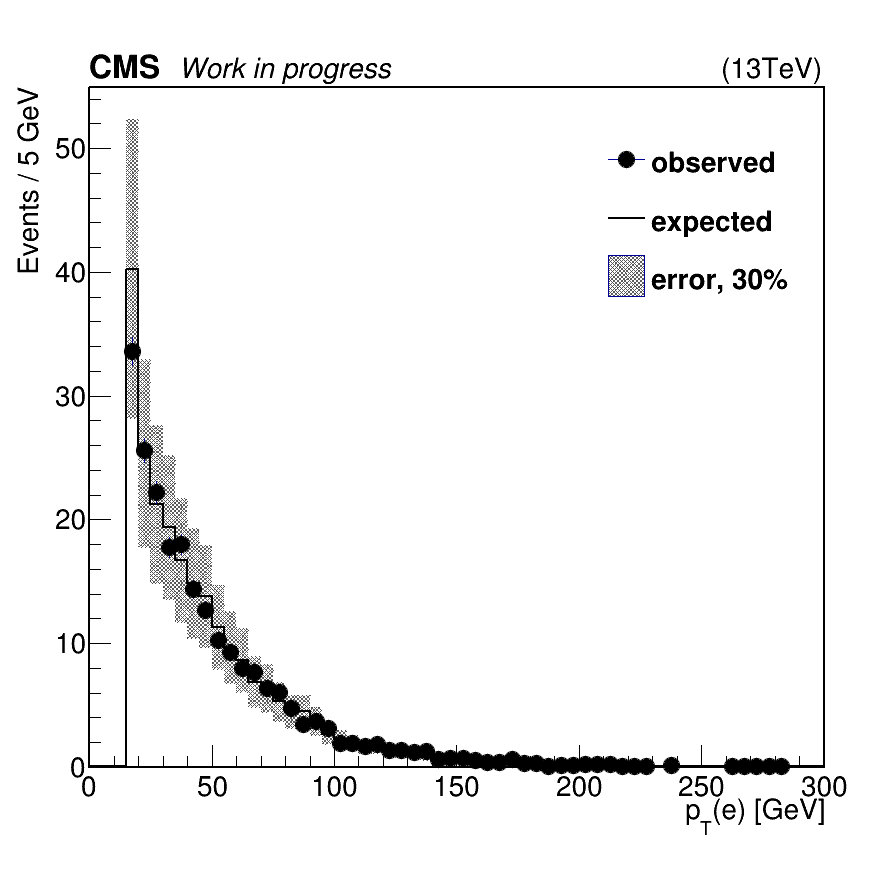 CMS Work in progress (13TeV)
Events / 5 GeV
50
40
30
20
10
0
observed
expected
error, 30%
0 50 100 150 200 250 300
p_T(e) [GeV]